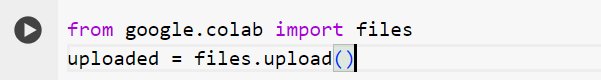 from google.colab import files
uploaded = files.upload()